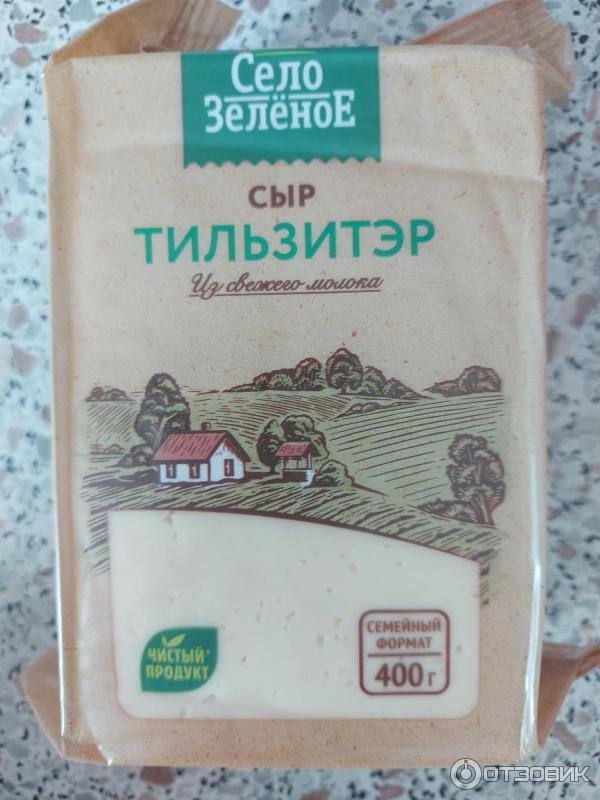 Село
Зелёное
СЫР
ТИЛЬЗИТЭР
Из свежего молока
ЧИСТЫЙ*
ПРОДУКТ
СЕМЕЙНЫЙ
ФОРМАТ
400 г
ОТЗОВИК